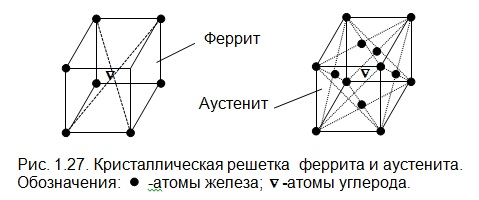 Феррит
Аустенит
Рис. 1.27. Кристаллическая решетка феррита и аустенита.
Обозначения: ● -атомы железа; ∇ -атомы углерода.